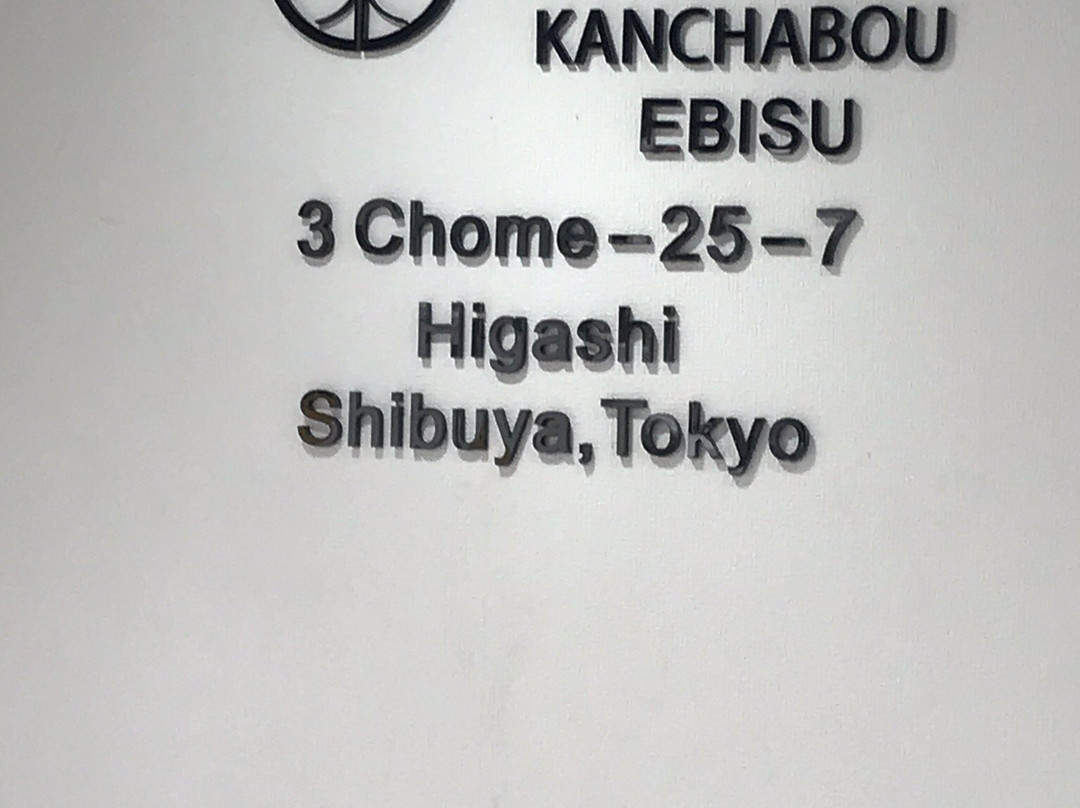 KANCHABOU
EBISU
3 Chome-25-7
Higashi
Shibuya, Tokyo